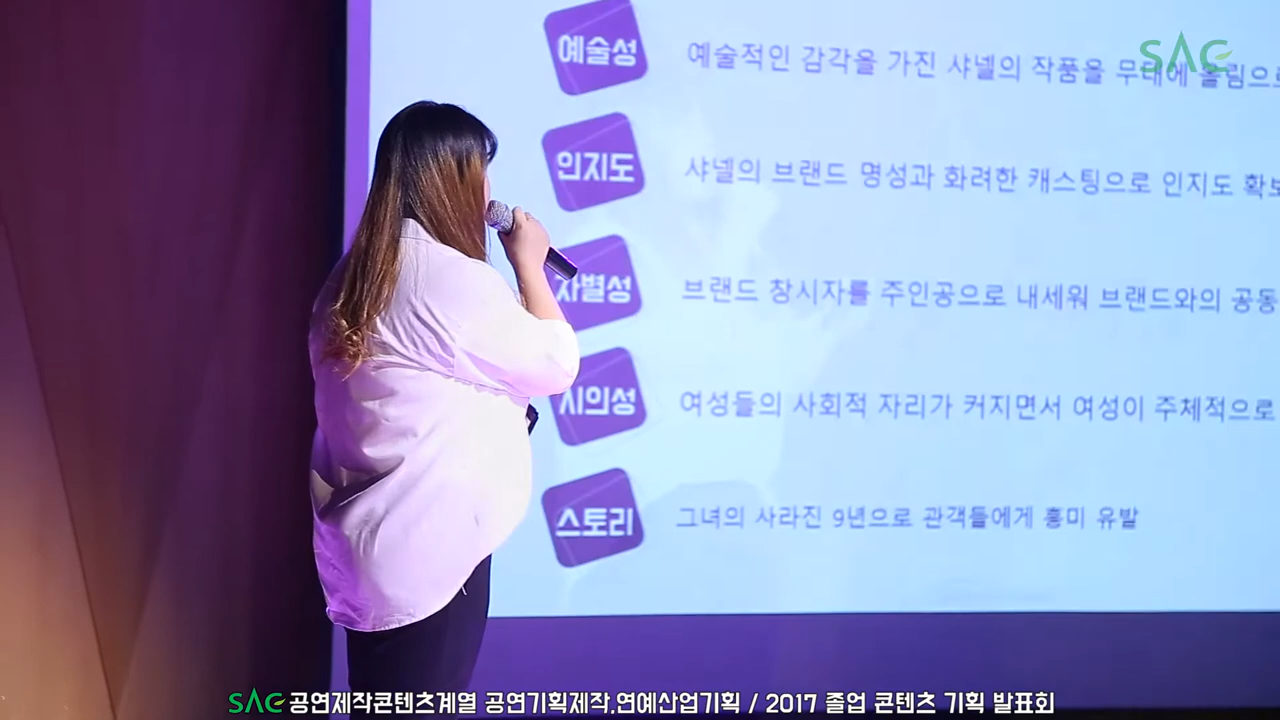 예술성 예술적인 감각을 가진 샤넬의 작품을 무대에 올림으로
SAC
인지도 샤넬의 브랜드 명성과 화려한 캐스팅으로 인지도 확보
차별성 브랜드 창시자를 주인공으로 내세워 브랜드와의 공동
시의성 여성들의 사회적 자리가 커지면서 여성이 주체적으로
스토리 그녀의 사라진 9년으로 관객들에게 흥미 유발
SAC 공연제작콘텐츠계열 공연기획제작,연예산업기획 / 2017 졸업 콘텐츠 기획 발표회